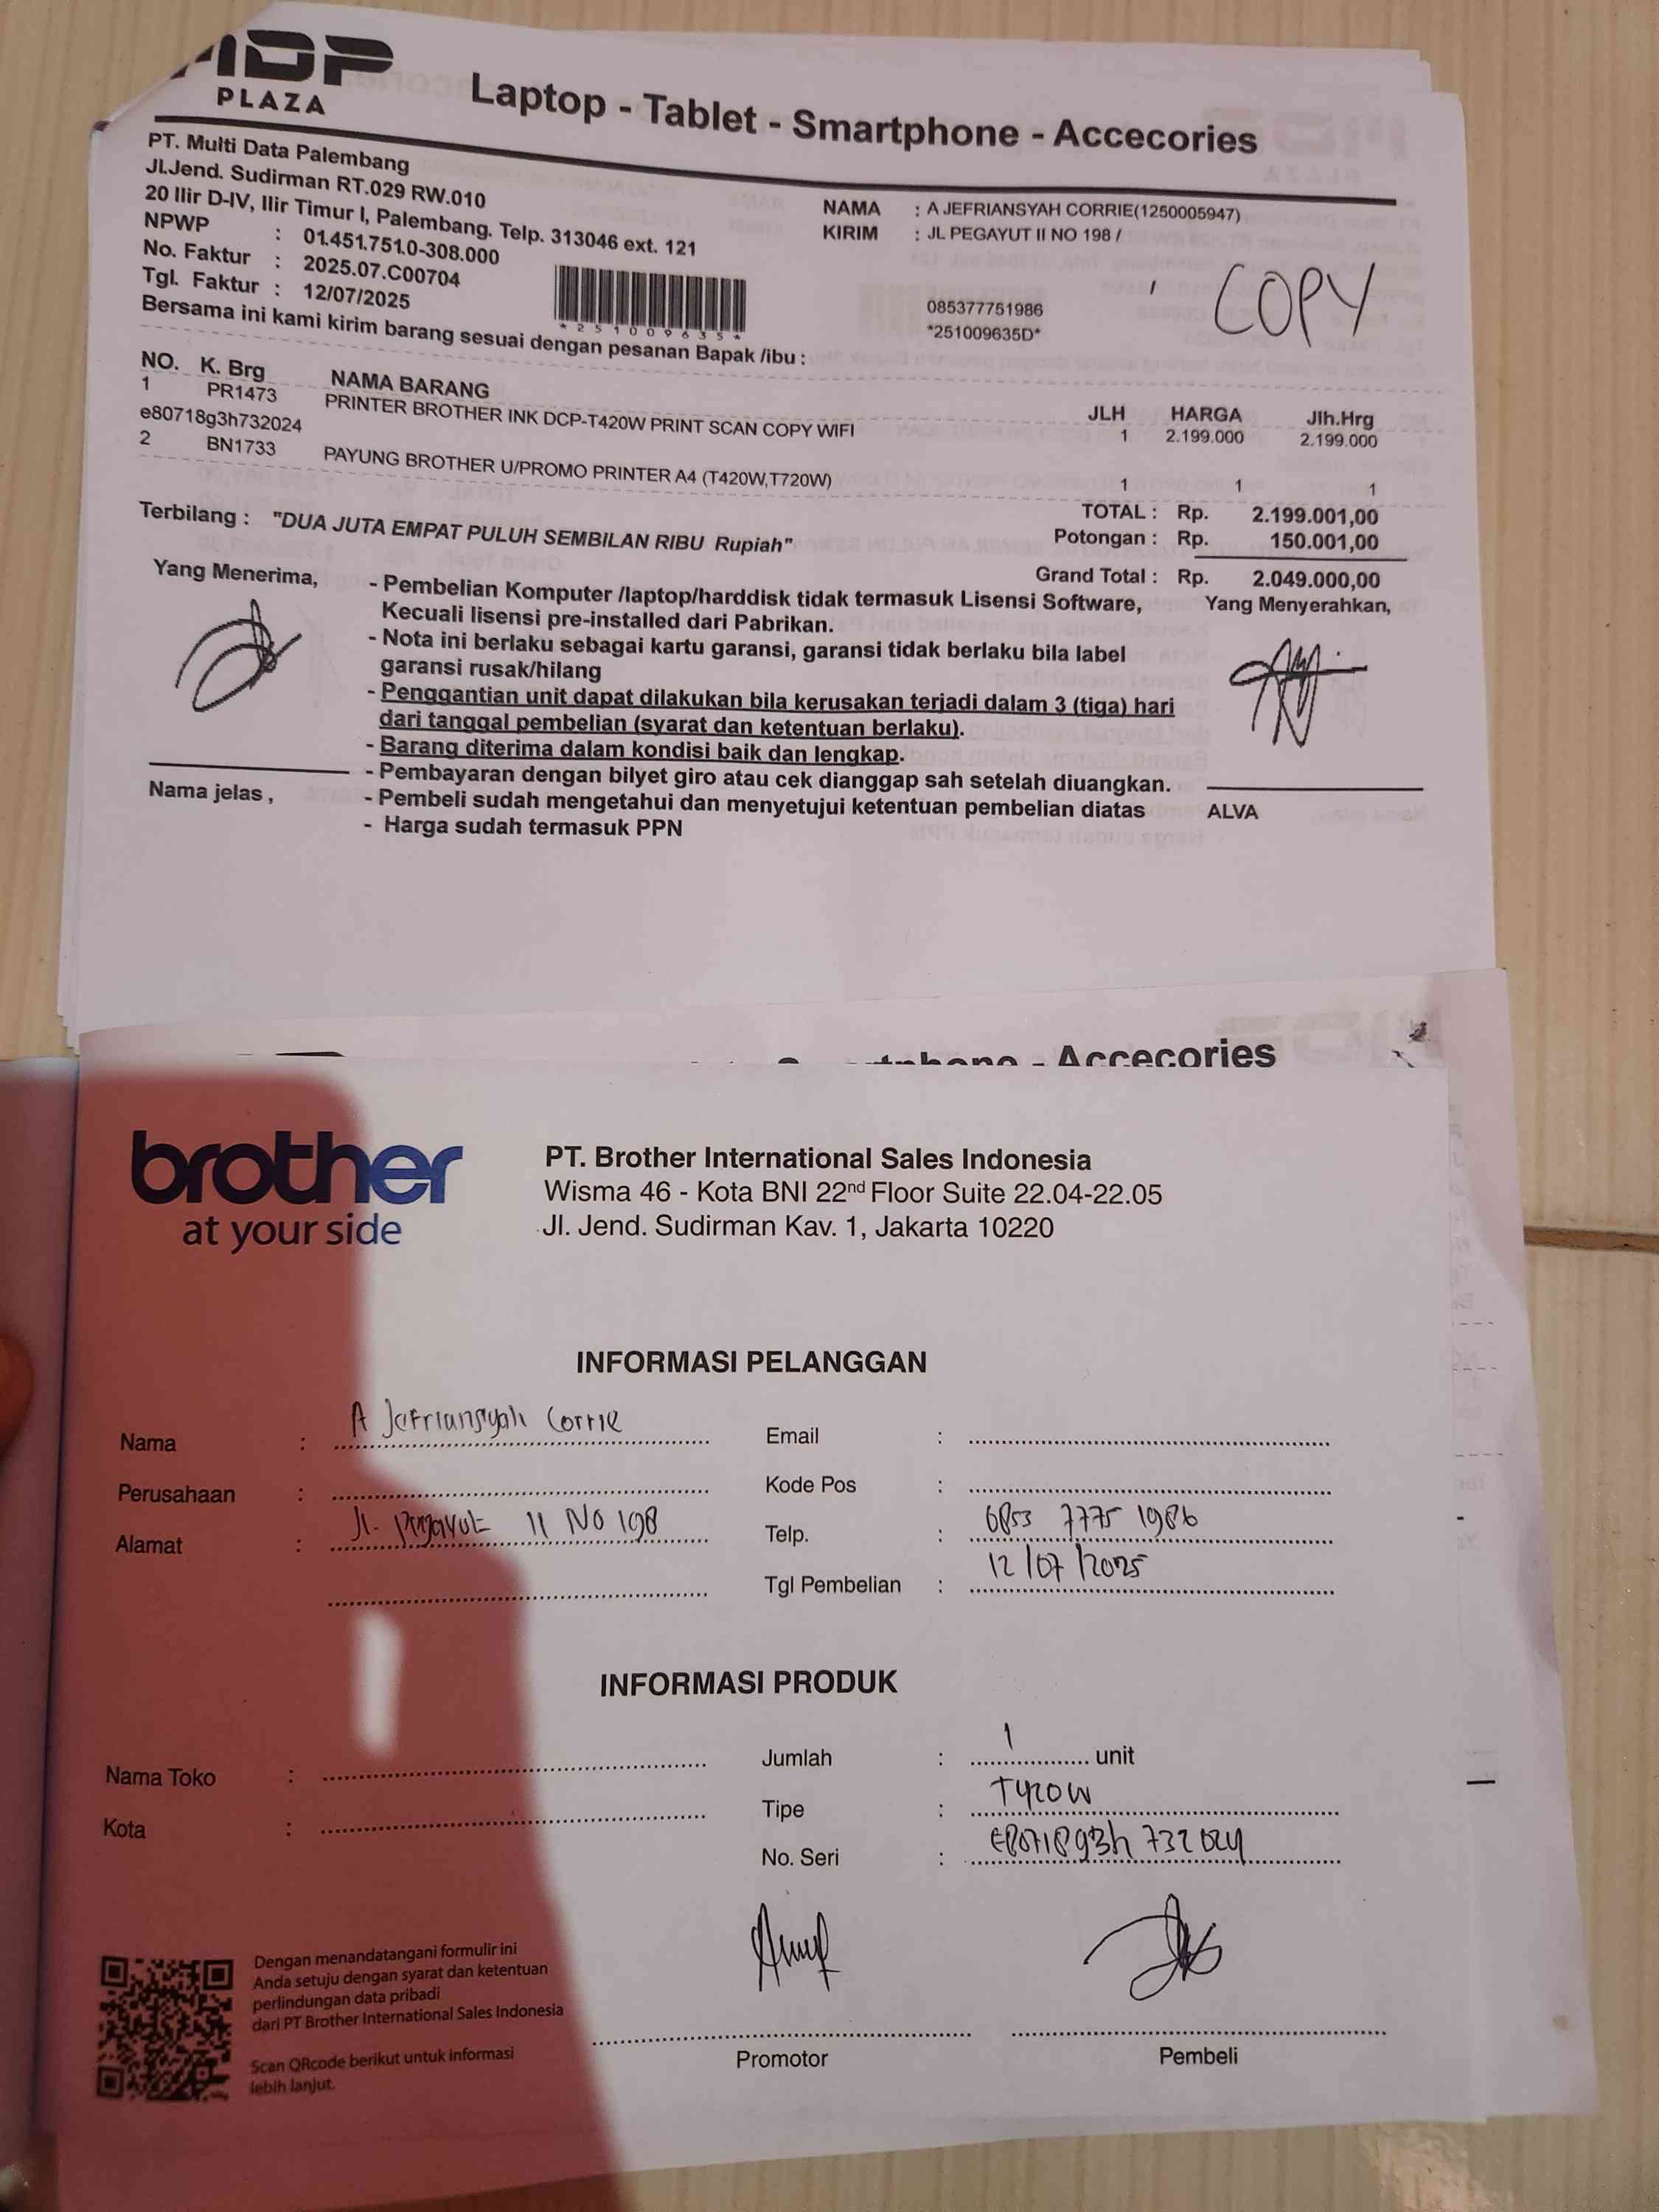 MDP
PLAZA
Laptop - Tablet - Smartphone - Accecories
PT. Multi Data Palembang
Jl.Jend. Sudirman RT.029 RW.010
20 Ilir D-IV, Ilir Timur I, Palembang. Telp. 313046 ext. 121
NPWP : 01.451.751.0-308.000
No. Faktur : 2025.07.C00704
Tgl. Faktur : 12/07/2025
*251009635*
NAMA : A JEFRIANSYAH CORRIE(1250005947)
KIRIM : JL PEGAYUT II NO 198 /
/
085377751986
*251009635D*
COPY
Bersama ini kami kirim barang sesuai dengan pesanan Bapak /ibu :
NO. K. Brg NAMA BARANG JLH HARGA Jlh.Hrg
1 PR1473 PRINTER BROTHER INK DCP-T420W PRINT SCAN COPY WIFI 1 2.199.000 2.199.000
e80718g3h732024
2 BN1733 PAYUNG BROTHER U/PROMO PRINTER A4 (T420W,T720W) 1 1 1
TOTAL : Rp. 2.199.001,00
Terbilang : "DUA JUTA EMPAT PULUH SEMBILAN RIBU Rupiah"
Potongan : Rp. 150.001,00
Grand Total : Rp. 2.049.000,00
Yang Menerima,
- Pembelian Komputer /laptop/harddisk tidak termasuk Lisensi Software,
Kecuali lisensi pre-installed dari Pabrikan.
- Nota ini berlaku sebagai kartu garansi, garansi tidak berlaku bila label
garansi rusak/hilang
- Penggantian unit dapat dilakukan bila kerusakan terjadi dalam 3 (tiga) hari
dari tanggal pembelian (syarat dan ketentuan berlaku).
- Barang diterima dalam kondisi baik dan lengkap.
- Pembayaran dengan bilyet giro atau cek dianggap sah setelah diuangkan.
- Pembeli sudah mengetahui dan menyetujui ketentuan pembelian diatas
- Harga sudah termasuk PPN
Yang Menyerahkan,
Nama jelas ,
ALVA
- Accecories
brother
at your side
PT. Brother International Sales Indonesia
Wisma 46 - Kota BNI 22nd Floor Suite 22.04-22.05
Jl. Jend. Sudirman Kav. 1, Jakarta 10220
INFORMASI PELANGGAN
Nama : A Jefriansyah Corrie
Email :
Perusahaan :
Kode Pos :
Alamat : Jl. Pegayut II No 198
Telp. : 0853 7775 1986
Tgl Pembelian : 12/07/2025
INFORMASI PRODUK
Nama Toko :
Jumlah : 1 unit
Kota :
Tipe : T420W
No. Seri : E80718G3h732024
Dengan menandatangani formulir ini
Anda setuju dengan syarat dan ketentuan
perlindungan data pribadi
dari PT Brother International Sales Indonesia
Scan QRcode berikut untuk informasi
lebih lanjut.
Promotor
Pembeli